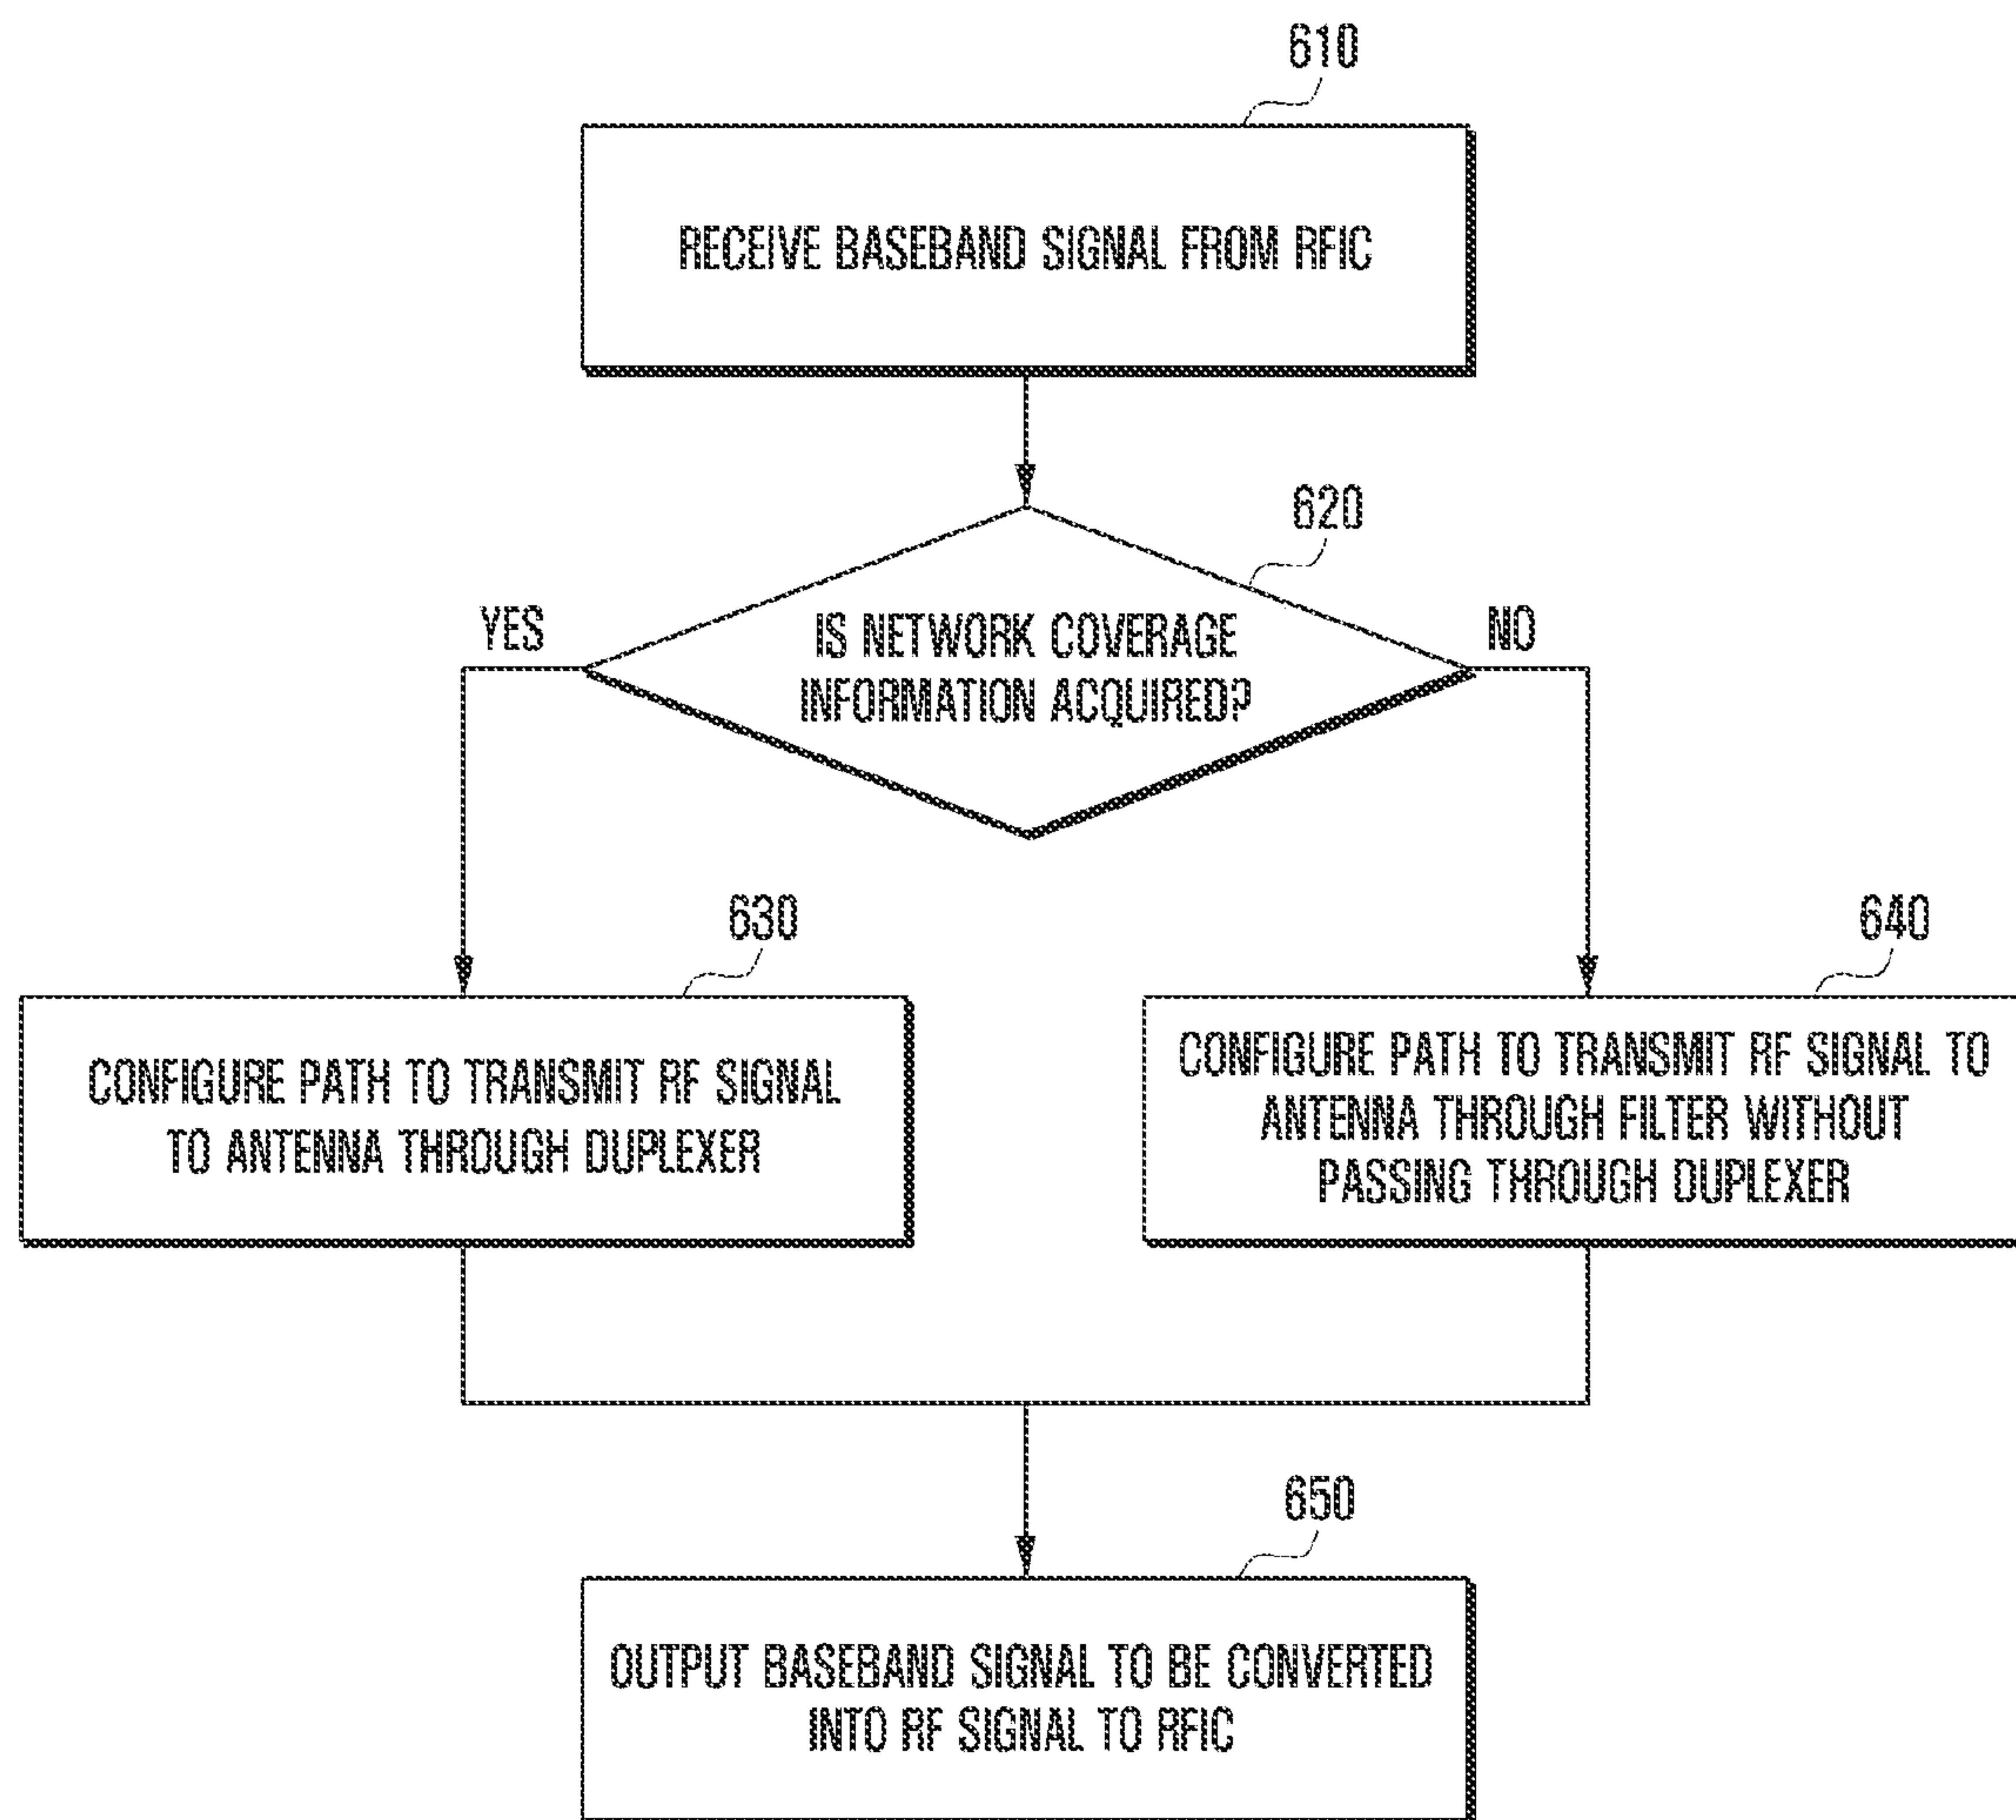 610
RECEIVE BASEBAND SIGNAL FROM RFIC
620
YES
IS NETWORK COVERAGE
INFORMATION ACQUIRED?
NO
630
CONFIGURE PATH TO TRANSMIT RF SIGNAL
TO ANTENNA THROUGH DUPLEXER
640
CONFIGURE PATH TO TRANSMIT RF SIGNAL TO
ANTENNA THROUGH FILTER WITHOUT
PASSING THROUGH DUPLEXER
650
OUTPUT BASEBAND SIGNAL TO BE CONVERTED
INTO RF SIGNAL TO RFIC